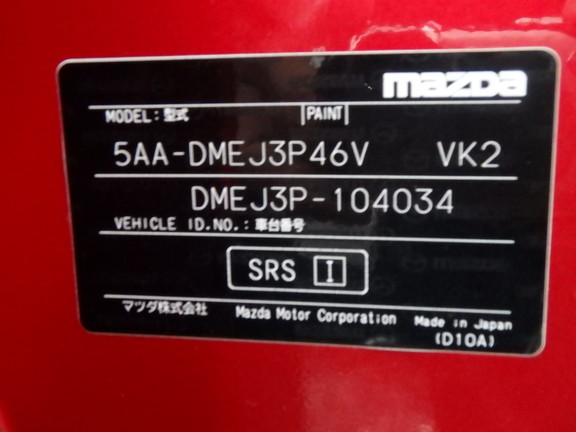 mazda
MODEL: 型式 |PAINT|
5AA-DMEJ3P46V VK2
DMEJ3P-104034
VEHICLE ID.NO.: 車台番号
SRS I
マツダ株式会社 Mazda Motor Corporation Made in Japan
(D10A)